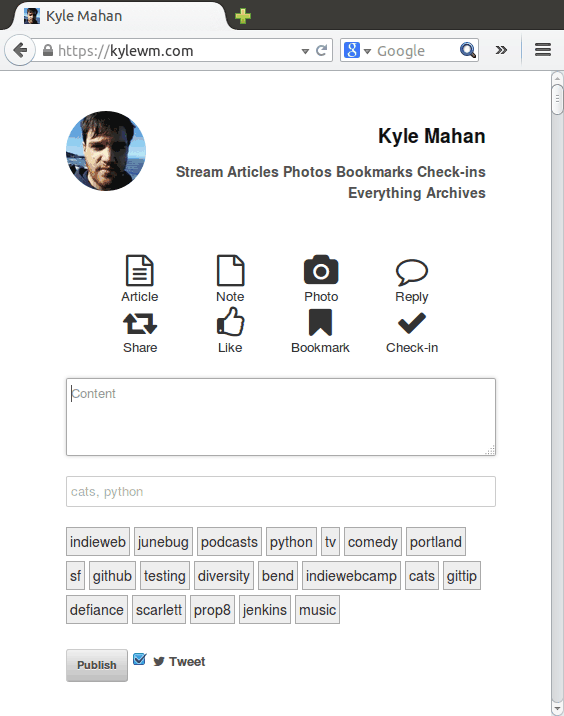 Kyle Mahan
https://kylewm.com
Google
Kyle Mahan
Stream Articles Photos Bookmarks Check-ins
Everything Archives
Article Note Photo Reply
Share Like Bookmark Check-in
Content
cats, python
indieweb junebug podcasts python tv comedy portland
sf github testing diversity bend indiewebcamp cats gittip
defiance scarlett prop8 jenkins music
Publish Tweet